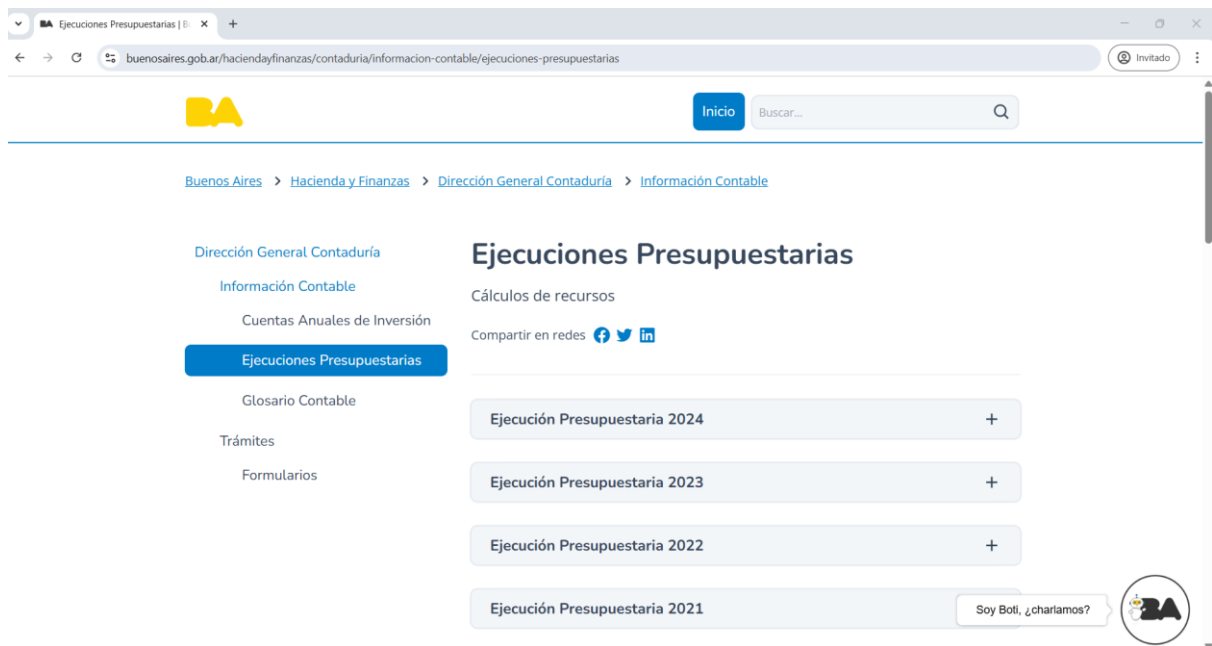 BA Ejecuciones Presupuestarias | B
buenosaires.gob.ar/haciendayfinanzas/contaduria/informacion-contable/ejecuciones-presupuestarias
Invitado
BA
Inicio
Buscar...
Buenos Aires > Hacienda y Finanzas > Dirección General Contaduría > Información Contable
Dirección General Contaduría
Información Contable
Cuentas Anuales de Inversión
Ejecuciones Presupuestarias
Glosario Contable
Trámites
Formularios
Ejecuciones Presupuestarias
Cálculos de recursos
Compartir en redes
Ejecución Presupuestaria 2024
Ejecución Presupuestaria 2023
Ejecución Presupuestaria 2022
Ejecución Presupuestaria 2021
Soy Boti, ¿charlamos?
BA